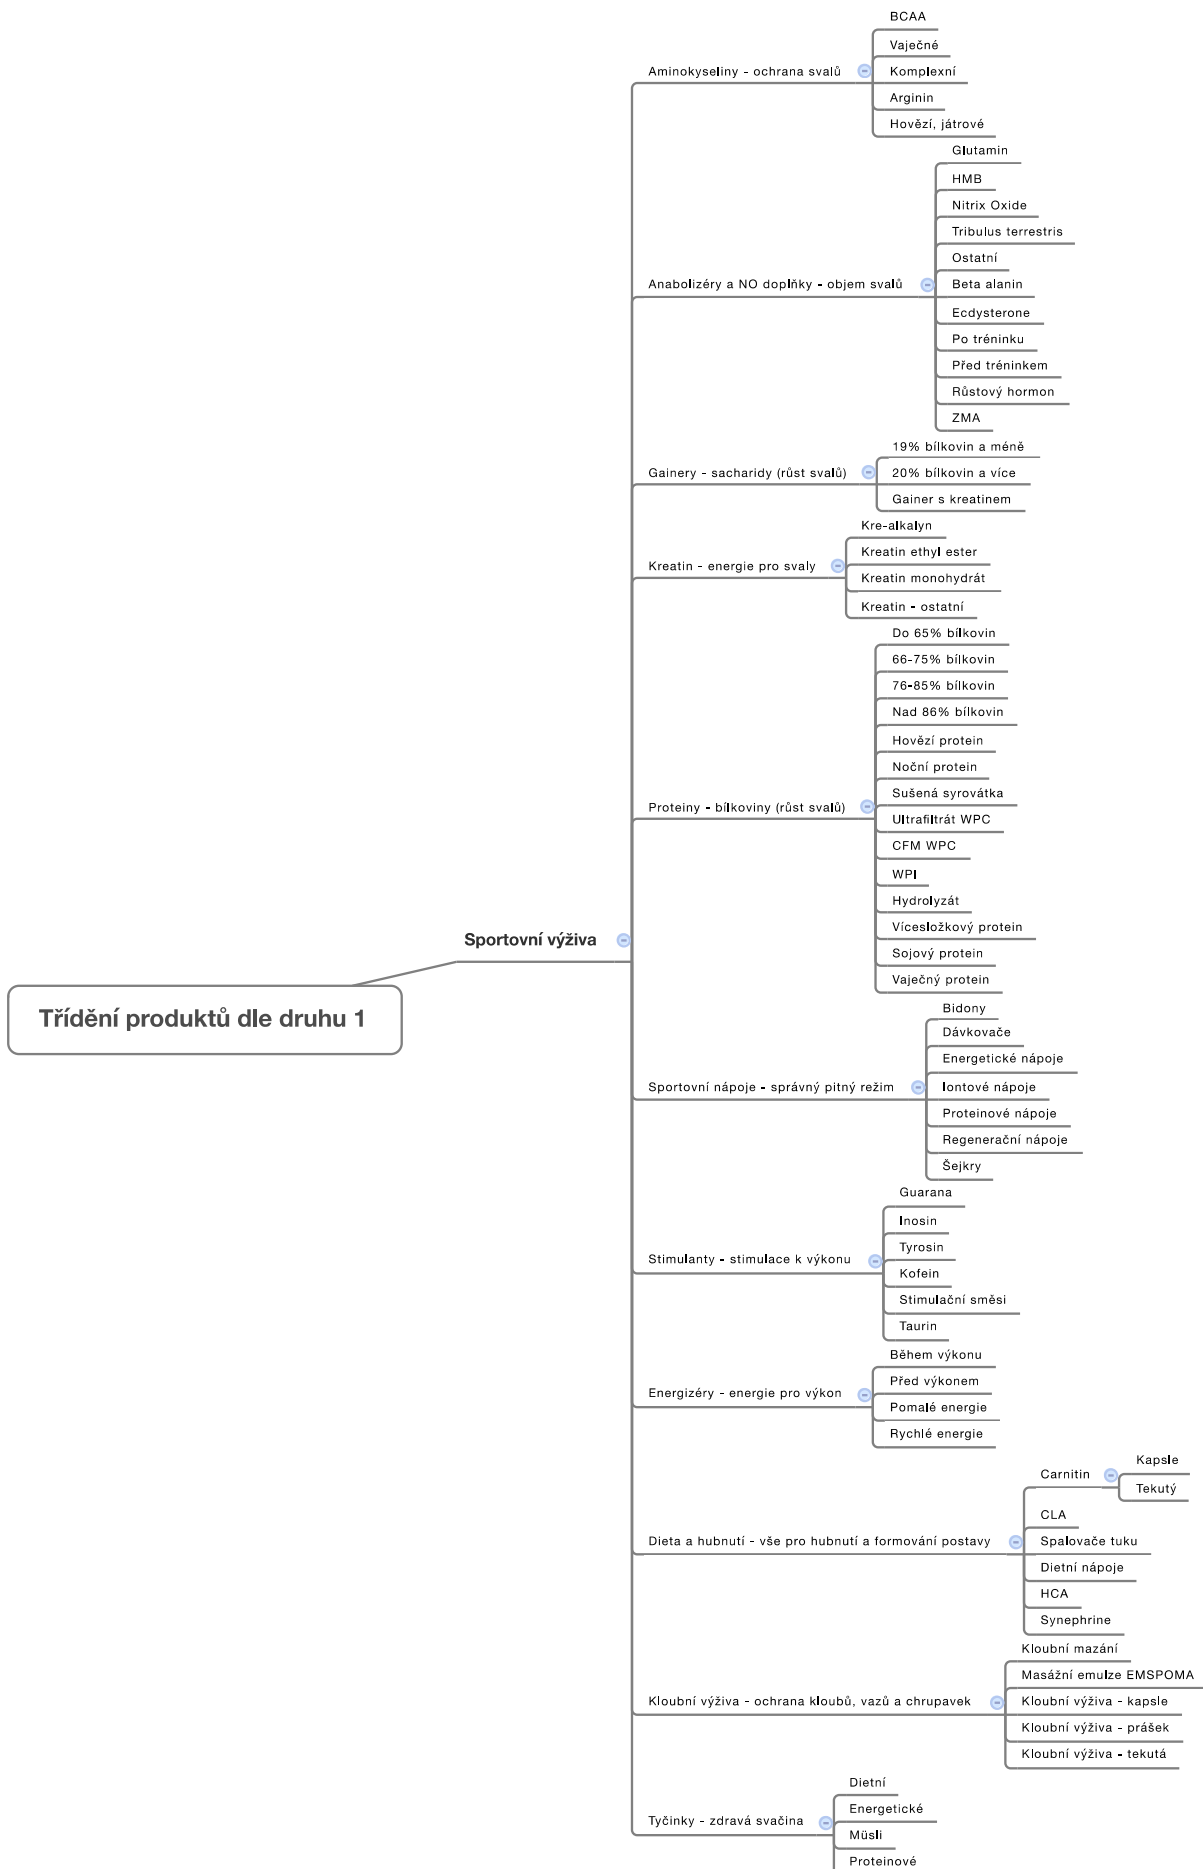 Třídění produktů dle druhu 1
Sportovní výživa
Aminokyseliny - ochrana svalů
BCAA
Vaječné
Komplexní
Arginin
Hovězí, játrové
Anabolizéry a NO doplňky - objem svalů
Glutamin
HMB
Nitrix Oxide
Tribulus terrestris
Ostatní
Beta alanin
Ecdysterone
Po tréninku
Před tréninkem
Růstový hormon
ZMA
Gainery - sacharidy (růst svalů)
19% bílkovin a méně
20% bílkovin a více
Gainer s kreatinem
Kreatin - energie pro svaly
Kre-alkalyn
Kreatin ethyl ester
Kreatin monohydrát
Kreatin - ostatní
Proteiny - bílkoviny (růst svalů)
Do 65% bílkovin
66-75% bílkovin
76-85% bílkovin
Nad 86% bílkovin
Hovězí protein
Noční protein
Sušená syrovátka
Ultrafiltrát WPC
CFM WPC
WPI
Hydrolyzát
Vícesložkový protein
Sojový protein
Vaječný protein
Sportovní nápoje - správný pitný režim
Bidony
Dávkovače
Energetické nápoje
Iontové nápoje
Proteinové nápoje
Regenerační nápoje
Šejkry
Stimulanty - stimulace k výkonu
Guarana
Inosin
Tyrosin
Kofein
Stimulační směsi
Taurin
Energizéry - energie pro výkon
Během výkonu
Před výkonem
Pomalé energie
Rychlé energie
Dieta a hubnutí - vše pro hubnutí a formování postavy
Carnitin
Kapsle
Tekutý
CLA
Spalovače tuku
Dietní nápoje
HCA
Synephrine
Kloubní výživa - ochrana kloubů, vazů a chrupavek
Kloubní mazání
Masážní emulze EMSPOMA
Kloubní výživa - kapsle
Kloubní výživa - prášek
Kloubní výživa - tekutá
Tyčinky - zdravá svačina
Dietní
Energetické
Müsli
Proteinové